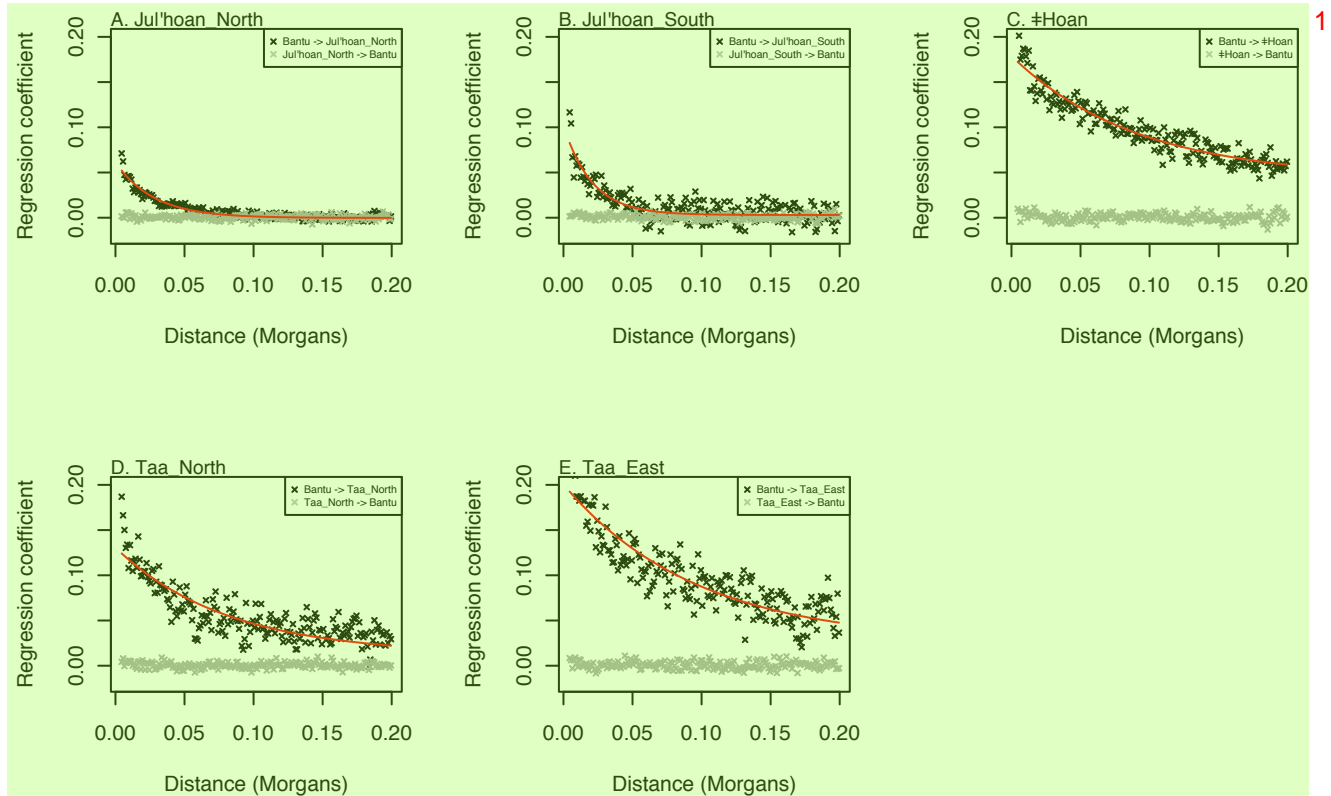 1
A. Jul'hoan_North
Bantu -> Jul'hoan_North
Jul'hoan_North -> Bantu
Regression coefficient
0.00 0.10 0.20
0.00 0.05 0.10 0.15 0.20
Distance (Morgans)
B. Jul'hoan_South
Bantu -> Jul'hoan_South
Jul'hoan_South -> Bantu
Regression coefficient
0.00 0.10 0.20
0.00 0.05 0.10 0.15 0.20
Distance (Morgans)
C. ǂHoan
Bantu -> ǂHoan
ǂHoan -> Bantu
Regression coefficient
0.00 0.10 0.20
0.00 0.05 0.10 0.15 0.20
Distance (Morgans)
D. Taa_North
Bantu -> Taa_North
Taa_North -> Bantu
Regression coefficient
0.00 0.10 0.20
0.00 0.05 0.10 0.15 0.20
Distance (Morgans)
E. Taa_East
Bantu -> Taa_East
Taa_East -> Bantu
Regression coefficient
0.00 0.10 0.20
0.00 0.05 0.10 0.15 0.20
Distance (Morgans)